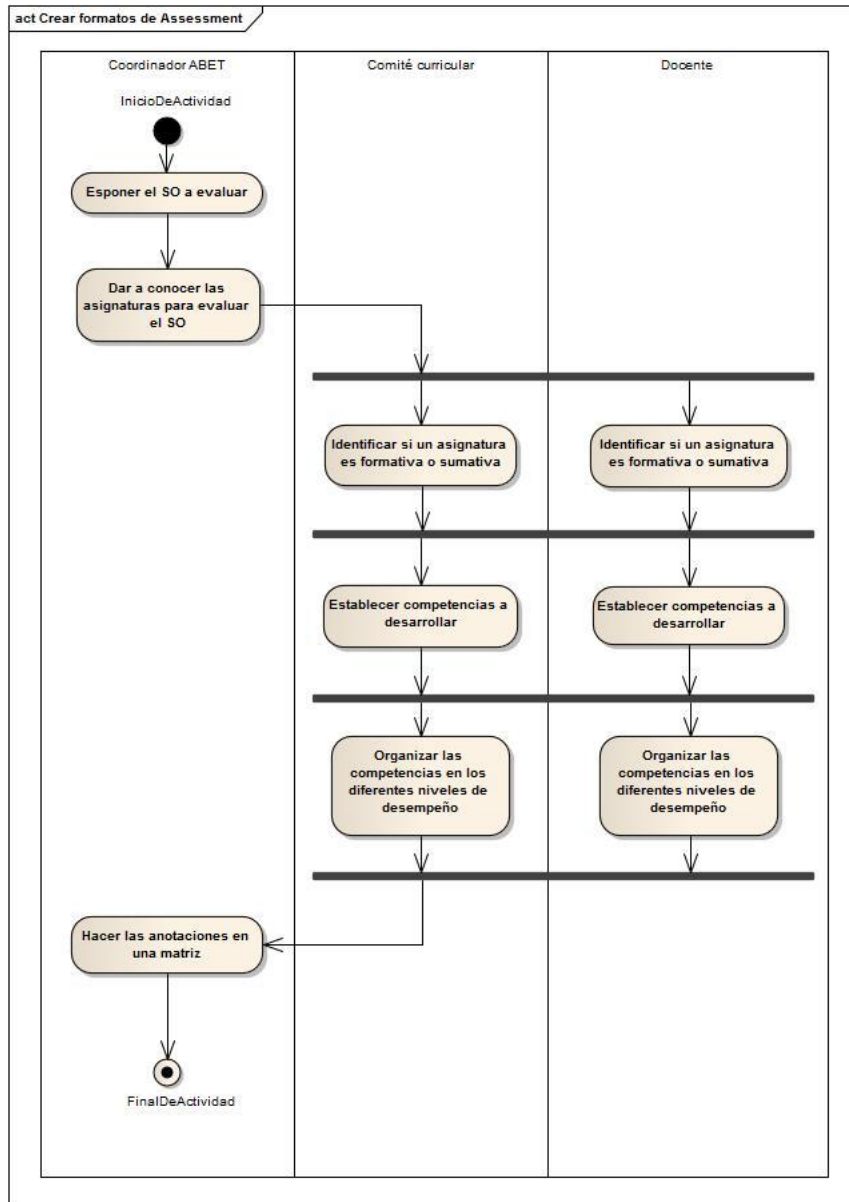 act Crear formatos de Assessment
Coordinador ABET
Comité curricular
Docente
InicioDeActividad
Esponer el SO a evaluar
Dar a conocer las
asignaturas para evaluar
el SO
Identificar si un asignatura
es formativa o sumativa
Identificar si un asignatura
es formativa o sumativa
Establecer competencias a
desarrollar
Establecer competencias a
desarrollar
Organizar las
competencias en los
diferentes niveles de
desempeño
Organizar las
competencias en los
diferentes niveles de
desempeño
Hacer las anotaciones en
una matriz
FinalDeActividad